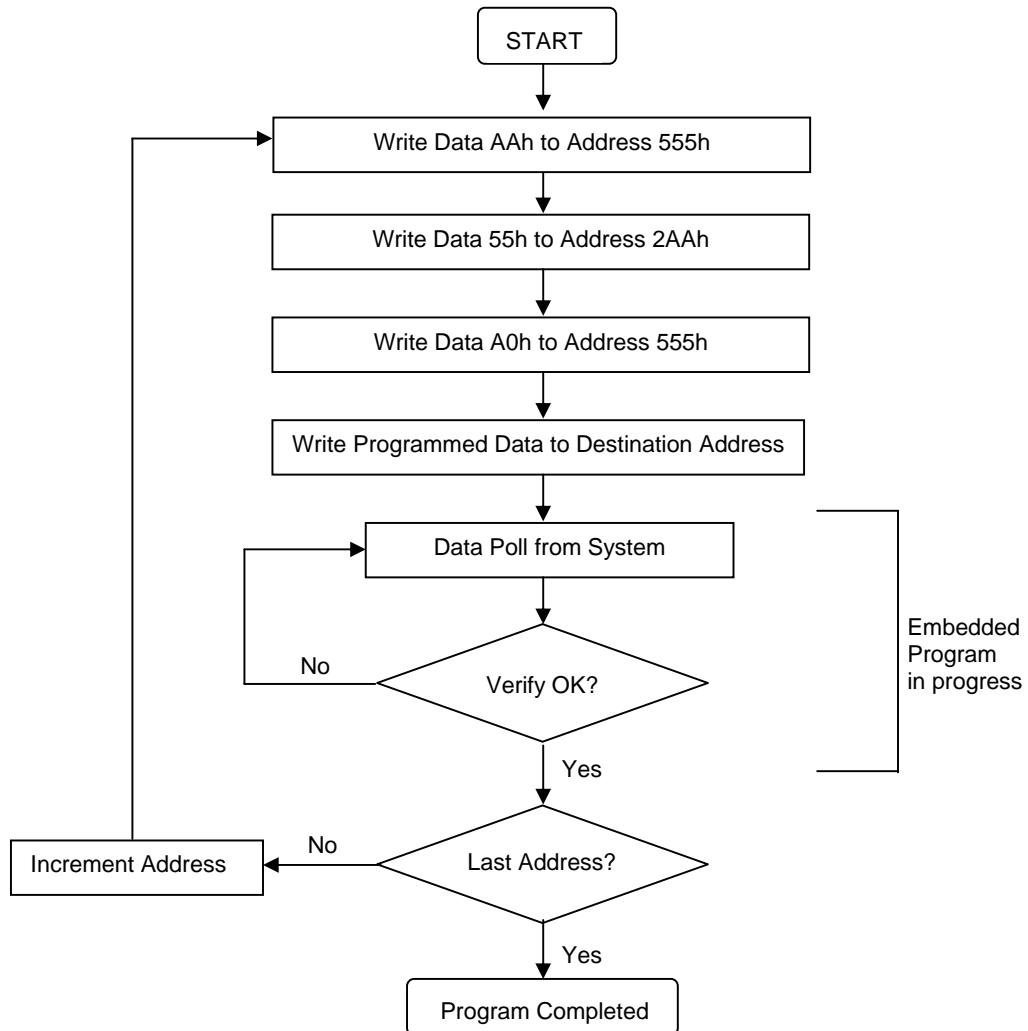 START
Write Data AAh to Address 555h
Write Data 55h to Address 2AAh
Write Data A0h to Address 555h
Write Programmed Data to Destination Address
Data Poll from System
Embedded
Program
in progress
No
Verify OK?
Yes
Increment Address
No
Last Address?
Yes
Program Completed